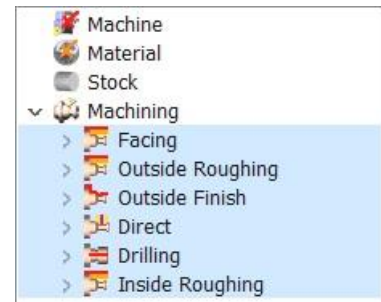 Machine
Material
Stock
Machining
Facing
Outside Roughing
Outside Finish
Direct
Drilling
Inside Roughing